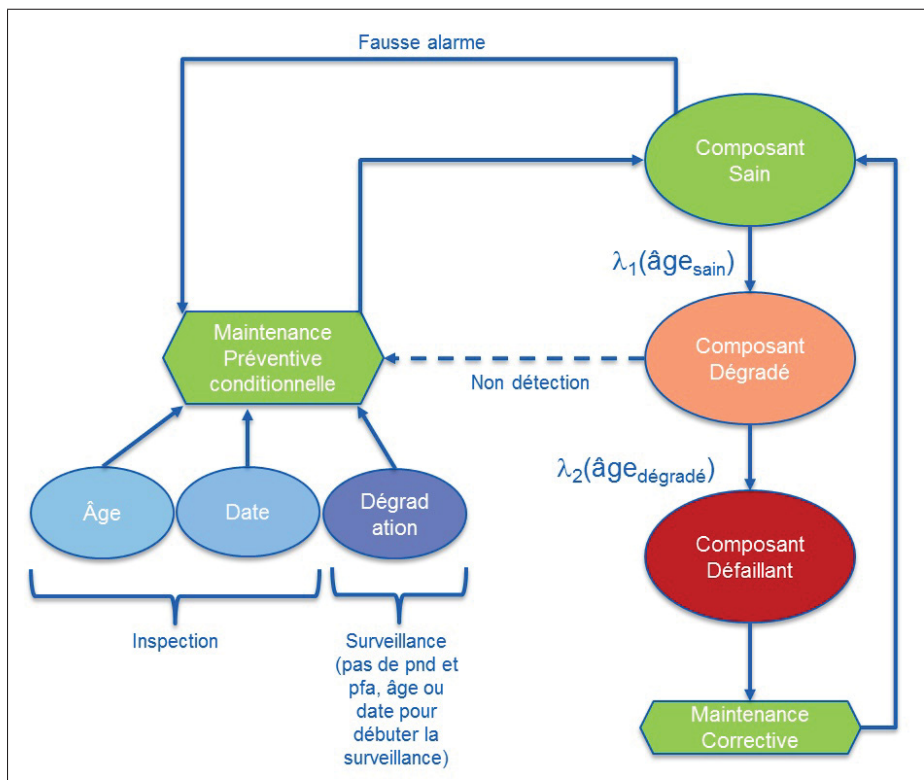 Fausse alarme
Composant
Sain
λ1(âgesain)
Maintenance
Préventive
conditionnelle
Composant
Dégradé
Non détection
λ2(âgedégradé)
Âge
Date
Dégrad
ation
Composant
Défaillant
Inspection
Surveillance
(pas de pnd et
pfa, âge ou
date pour
débuter la
surveillance)
Maintenance
Corrective